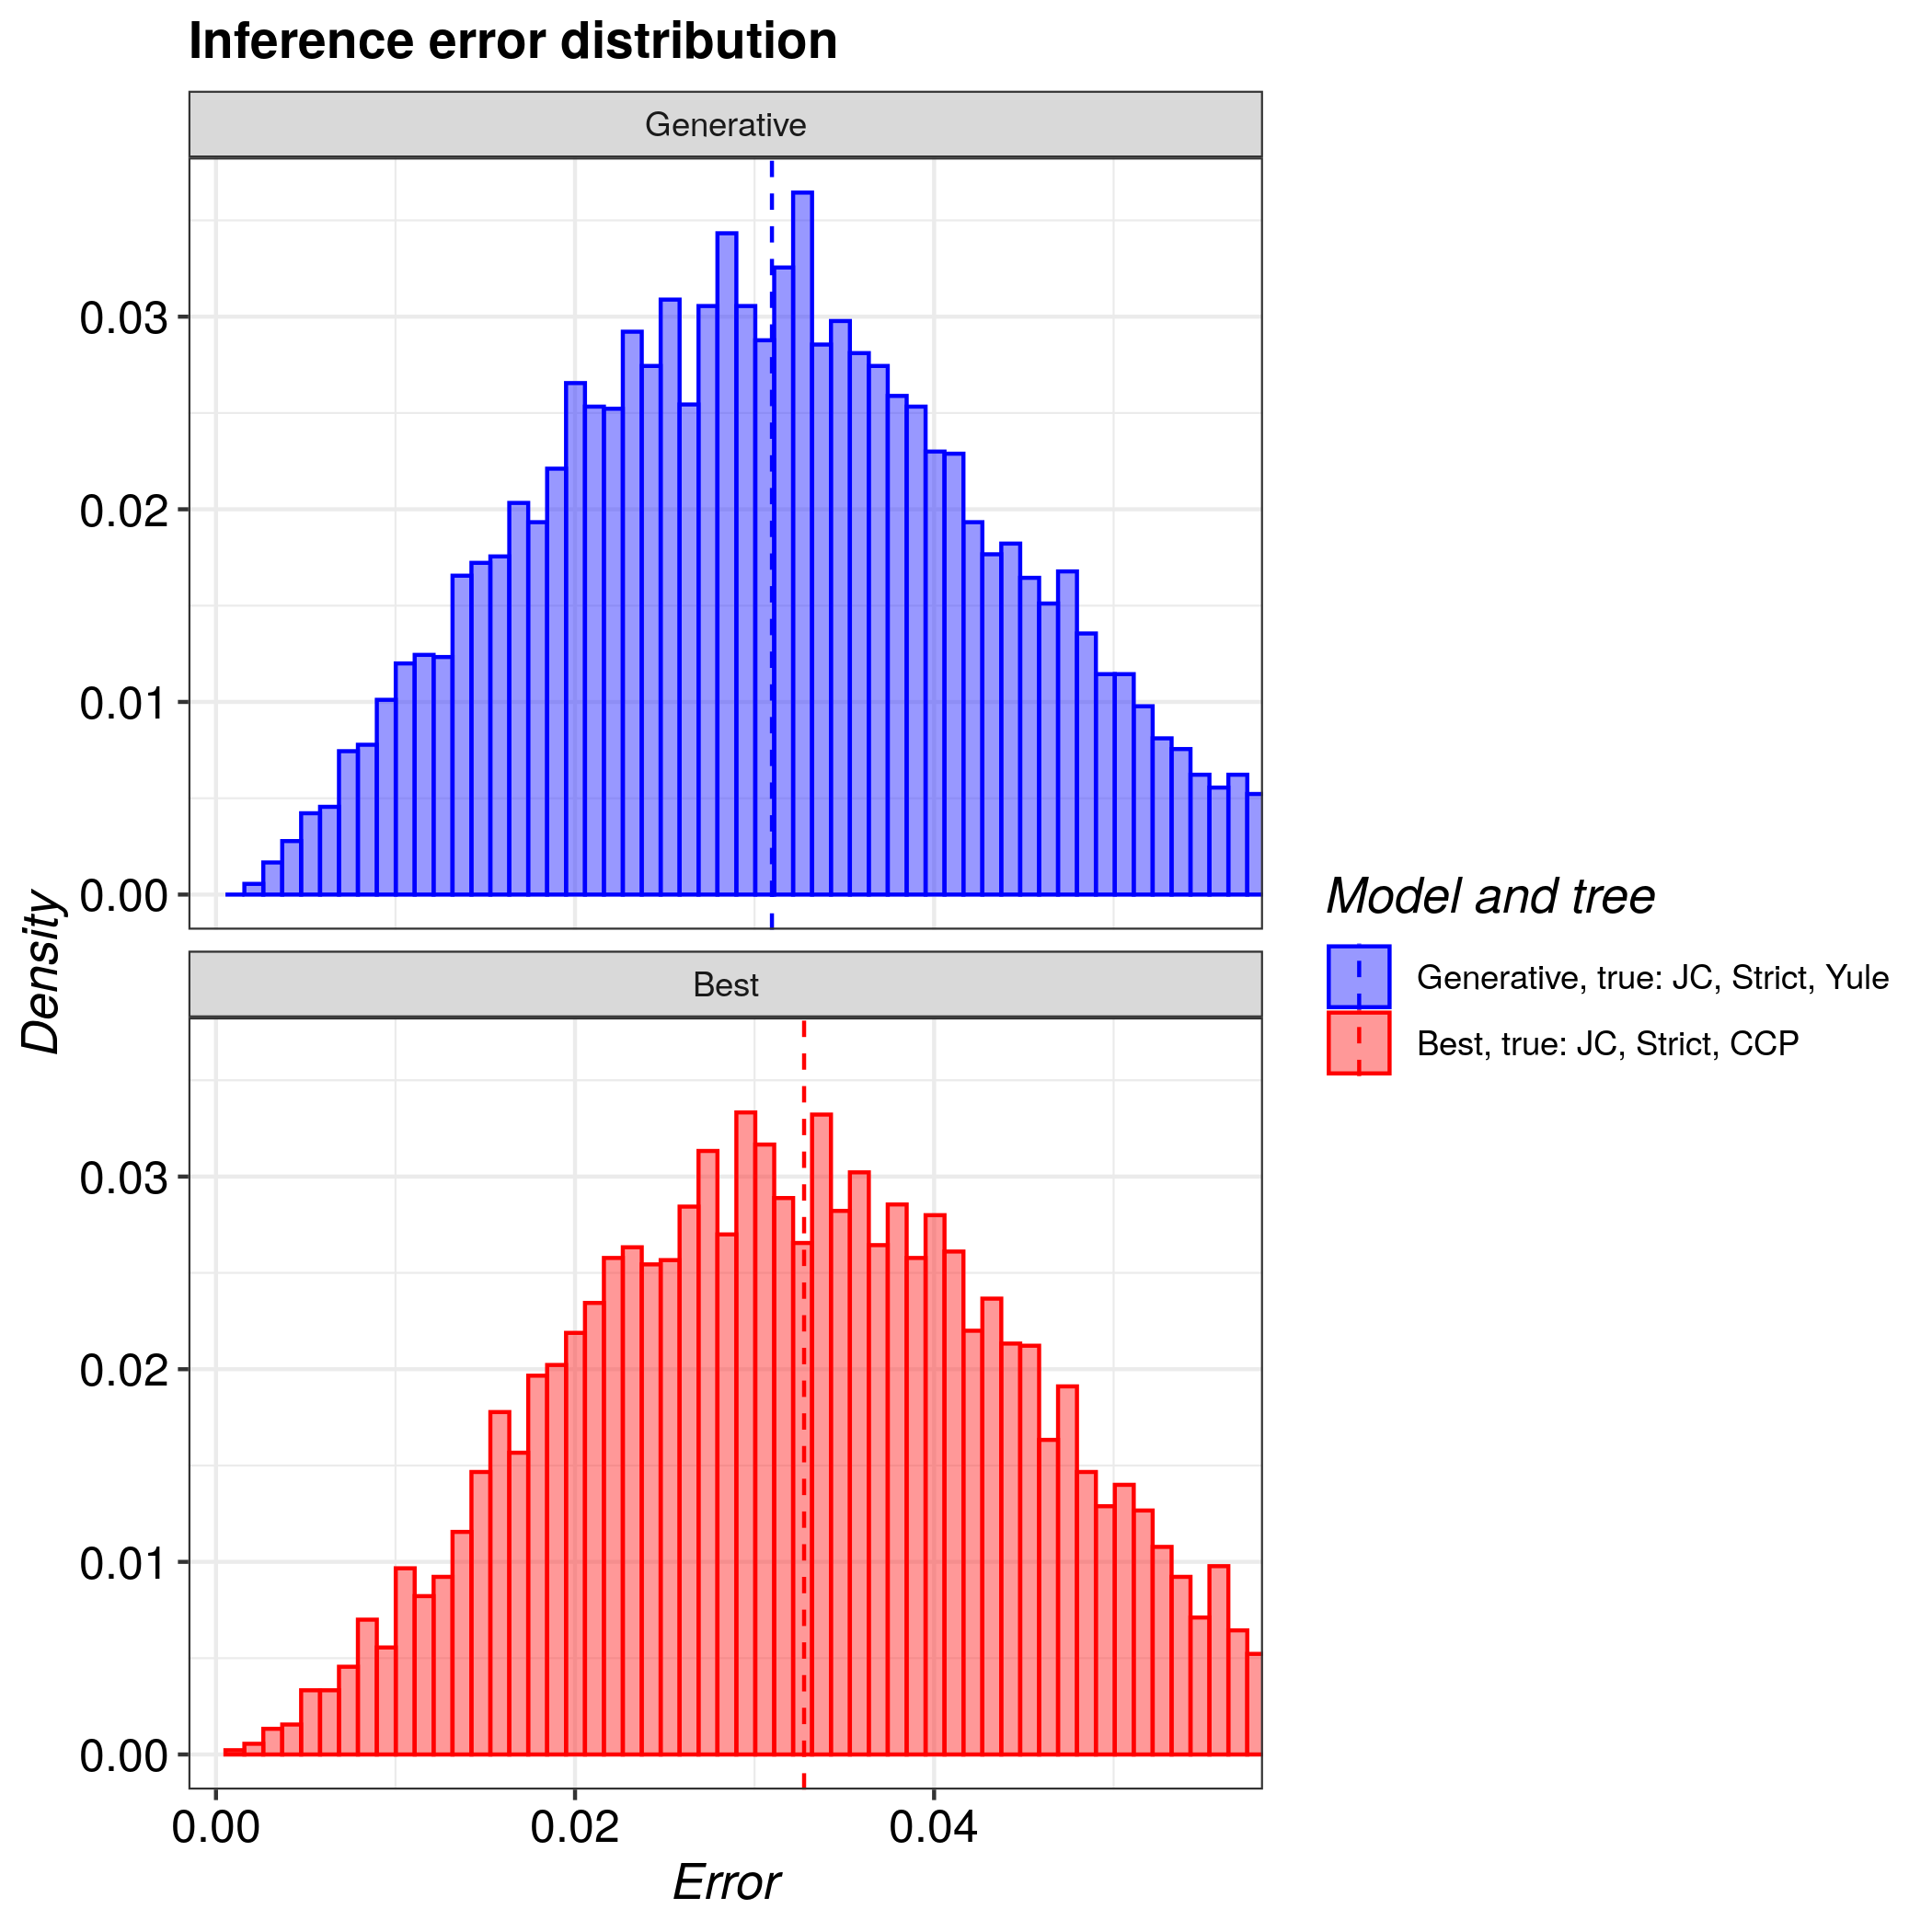 Inference error distribution
Generative
0.03
0.02
0.01
0.00
Best
0.03
0.02
0.01
0.00
0.00 0.02 0.04
Error
Density
Model and tree
Generative, true: JC, Strict, Yule
Best, true: JC, Strict, CCP